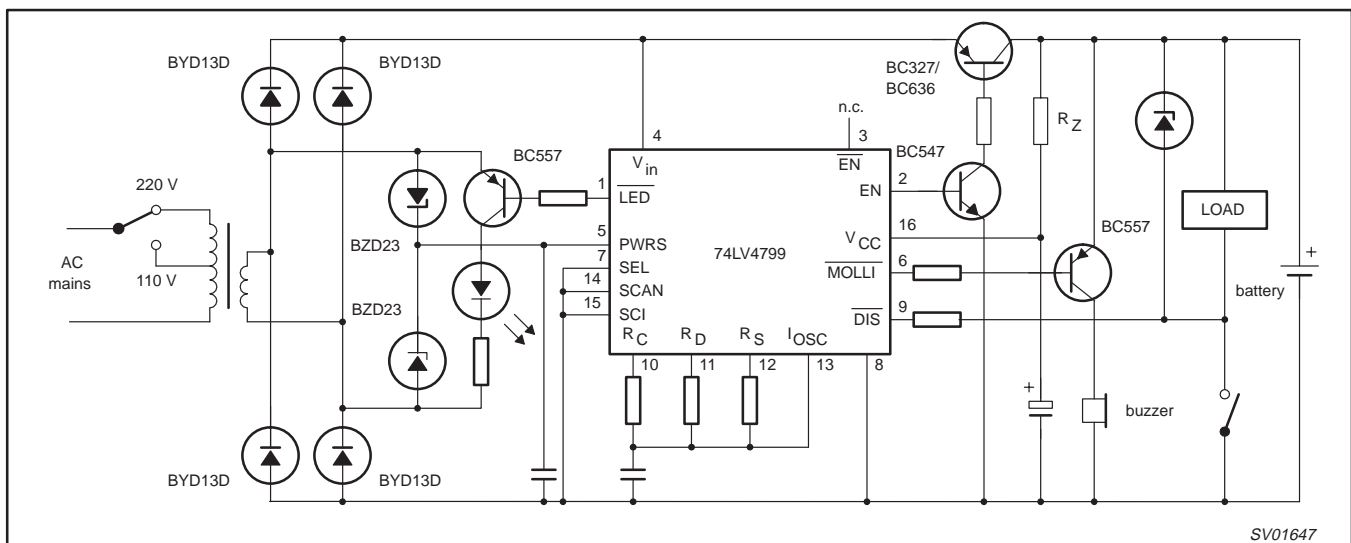 BYD13D
BYD13D
BC327/
BC636
n.c.
R Z
4
3
BC557
V in
EN
BC547
220 V
1
LED
EN
2
BC557
LOAD
BZD23
5
PWRS
V CC
16
AC
mains
110 V
7
SEL
74LV4799
MOLLI
6
14
SCAN
battery
BZD23
15
SCI
DIS
9
R C
R D
R S
I OSC
10
11
12
13
8
+
+
buzzer
BYD13D
BYD13D
SV01647